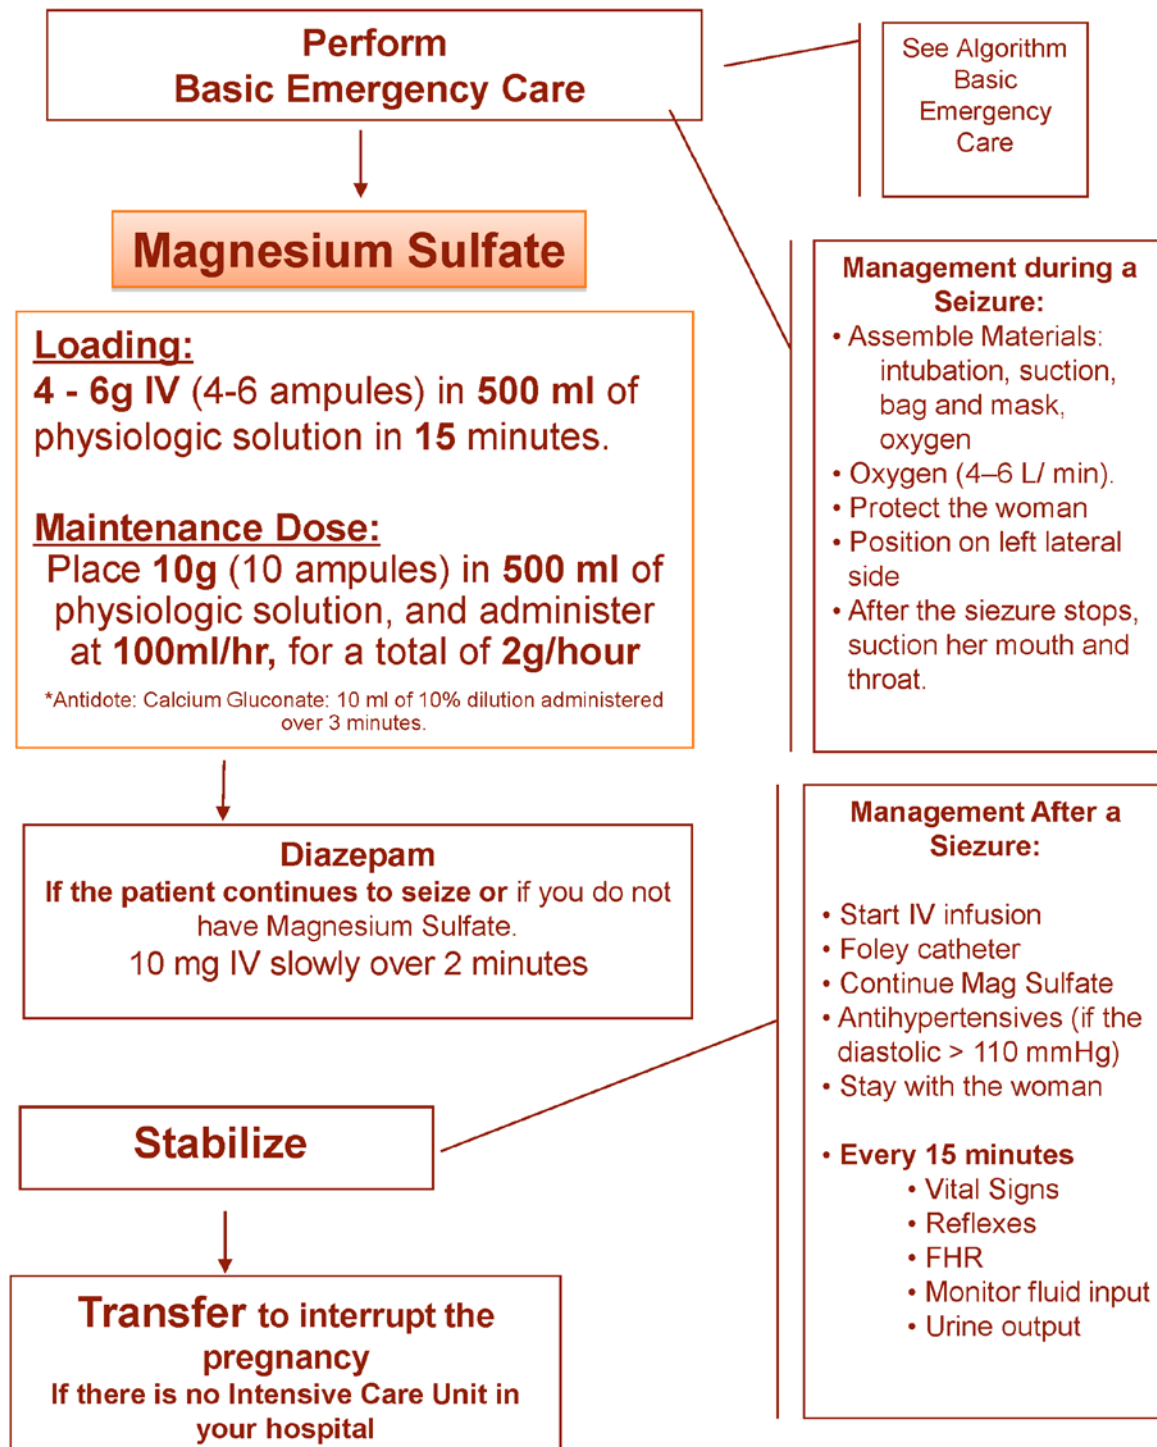 Perform
Basic Emergency Care
See Algorithm
Basic
Emergency
Care
Magnesium Sulfate
Loading:
4 - 6g IV (4-6 ampules) in 500 ml of
physiologic solution in 15 minutes.
Maintenance Dose:
Place 10g (10 ampules) in 500 ml of
physiologic solution, and administer
at 100ml/hr, for a total of 2g/hour
*Antidote: Calcium Gluconate: 10 ml of 10% dilution administered
over 3 minutes.
Management during a
Seizure:
• Assemble Materials:
intubation, suction,
bag and mask,
oxygen
• Oxygen (4–6 L/ min).
• Protect the woman
• Position on left lateral
side
• After the siezure stops,
suction her mouth and
throat.
Diazepam
If the patient continues to seize or if you do not
have Magnesium Sulfate.
10 mg IV slowly over 2 minutes
Management After a
Siezure:
• Start IV infusion
• Foley catheter
• Continue Mag Sulfate
• Antihypertensives (if the
diastolic > 110 mmHg)
• Stay with the woman
• Every 15 minutes
• Vital Signs
• Reflexes
• FHR
• Monitor fluid input
• Urine output
Stabilize
Transfer to interrupt the
pregnancy
If there is no Intensive Care Unit in
your hospital